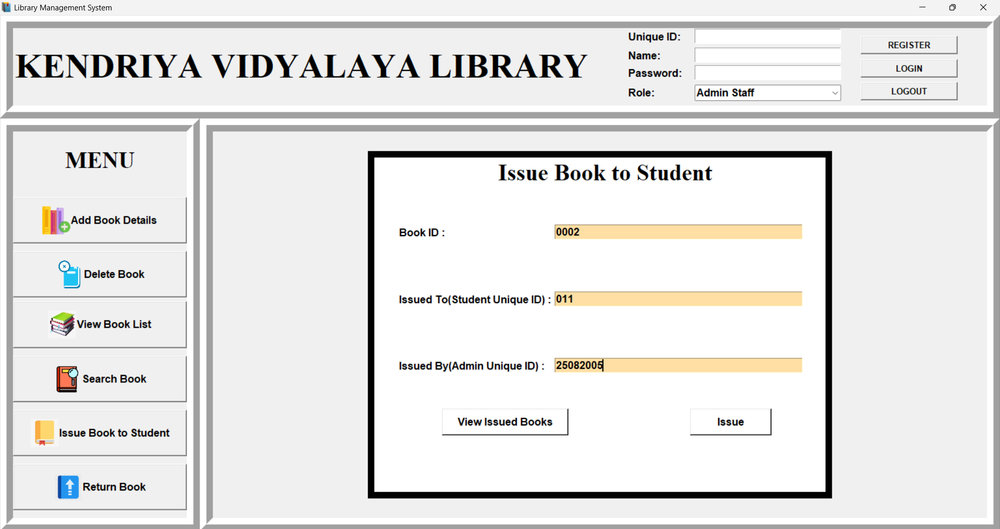 Library Management System
KENDRIYA VIDYALAYA LIBRARY
Unique ID:
Name:
Password:
Role: Admin Staff
REGISTER
LOGIN
LOGOUT
MENU
Add Book Details
Delete Book
View Book List
Search Book
Issue Book to Student
Return Book
Issue Book to Student
Book ID : 0002
Issued To(Student Unique ID) : 011
Issued By(Admin Unique ID) : 25082005
View Issued Books Issue